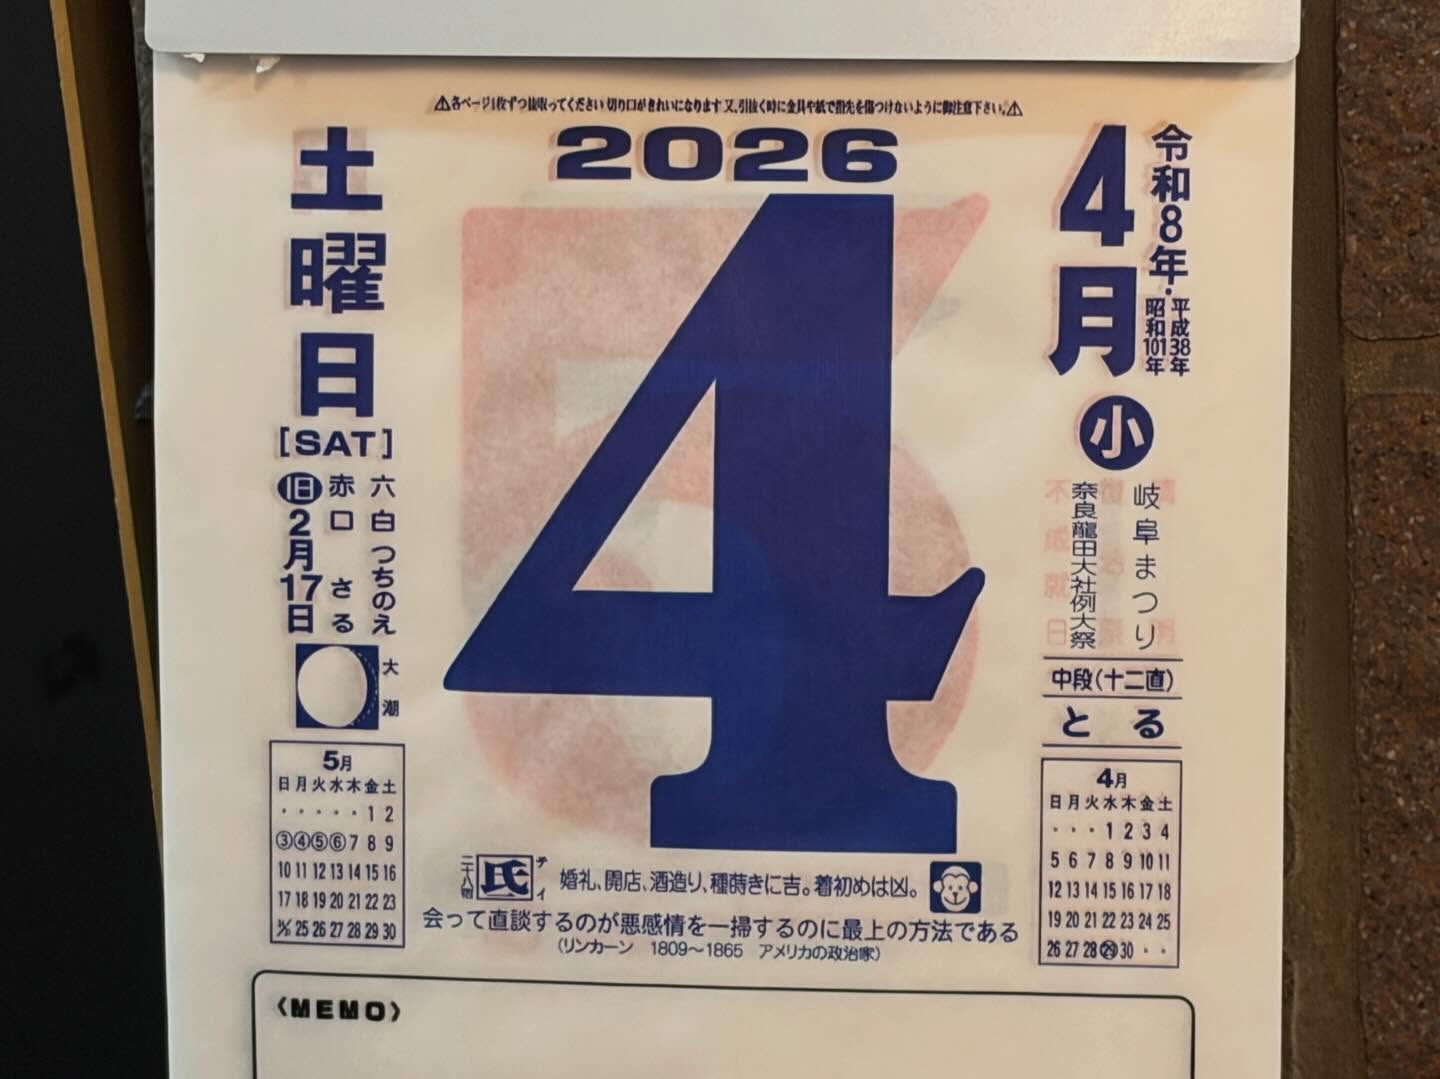 ⚠各ページ1枚ずつ抜取ってください 切り口がきれいになります 又、引抜く時に金具や紙で指先を傷つけないように御注意下さい。⚠
2026
土曜日
[SAT]
六白 つちのえ
赤口 さる
旧2月17日
大潮
4月
令和8年・平成38年
昭和101年
小
岐阜まつり
奈良龍田大社例大祭
中段(十二直)
とる
4
5月
日 月 火 水 木 金 土
・ ・ ・ ・ ・ 1 2
③ ④ ⑤ ⑥ 7 8 9
10 11 12 13 14 15 16
17 18 19 20 21 22 23
24/31 25 26 27 28 29 30
4月
日 月 火 水 木 金 土
・ ・ ・ 1 2 3 4
5 6 7 8 9 10 11
12 13 14 15 16 17 18
19 20 21 22 23 24 25
26 27 28 ㉙ 30 ・ ・
二十八宿 氐 テイ
婚礼、開店、酒造り、種蒔きに吉。着初めは凶。
会って直談するのが悪感情を一掃するのに最上の方法である
(リンカーン 1809〜1865 アメリカの政治家)
〈MEMO〉